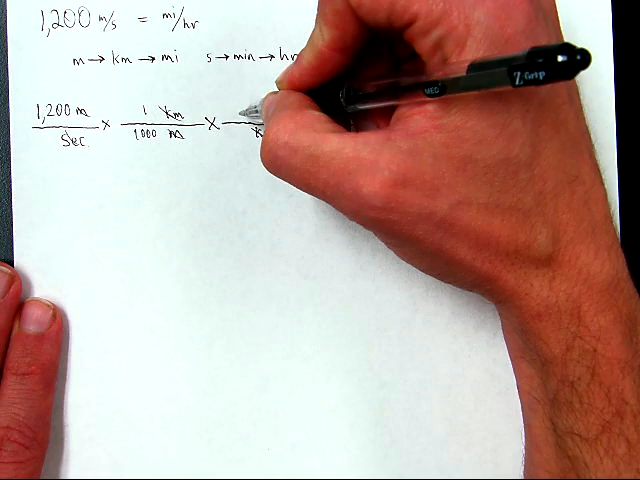 1,200 m/s = mi/hr
m → km → mi s → min → hr
1,200 m × 1 km ×
sec. 1000 m
Z-Grip
MED